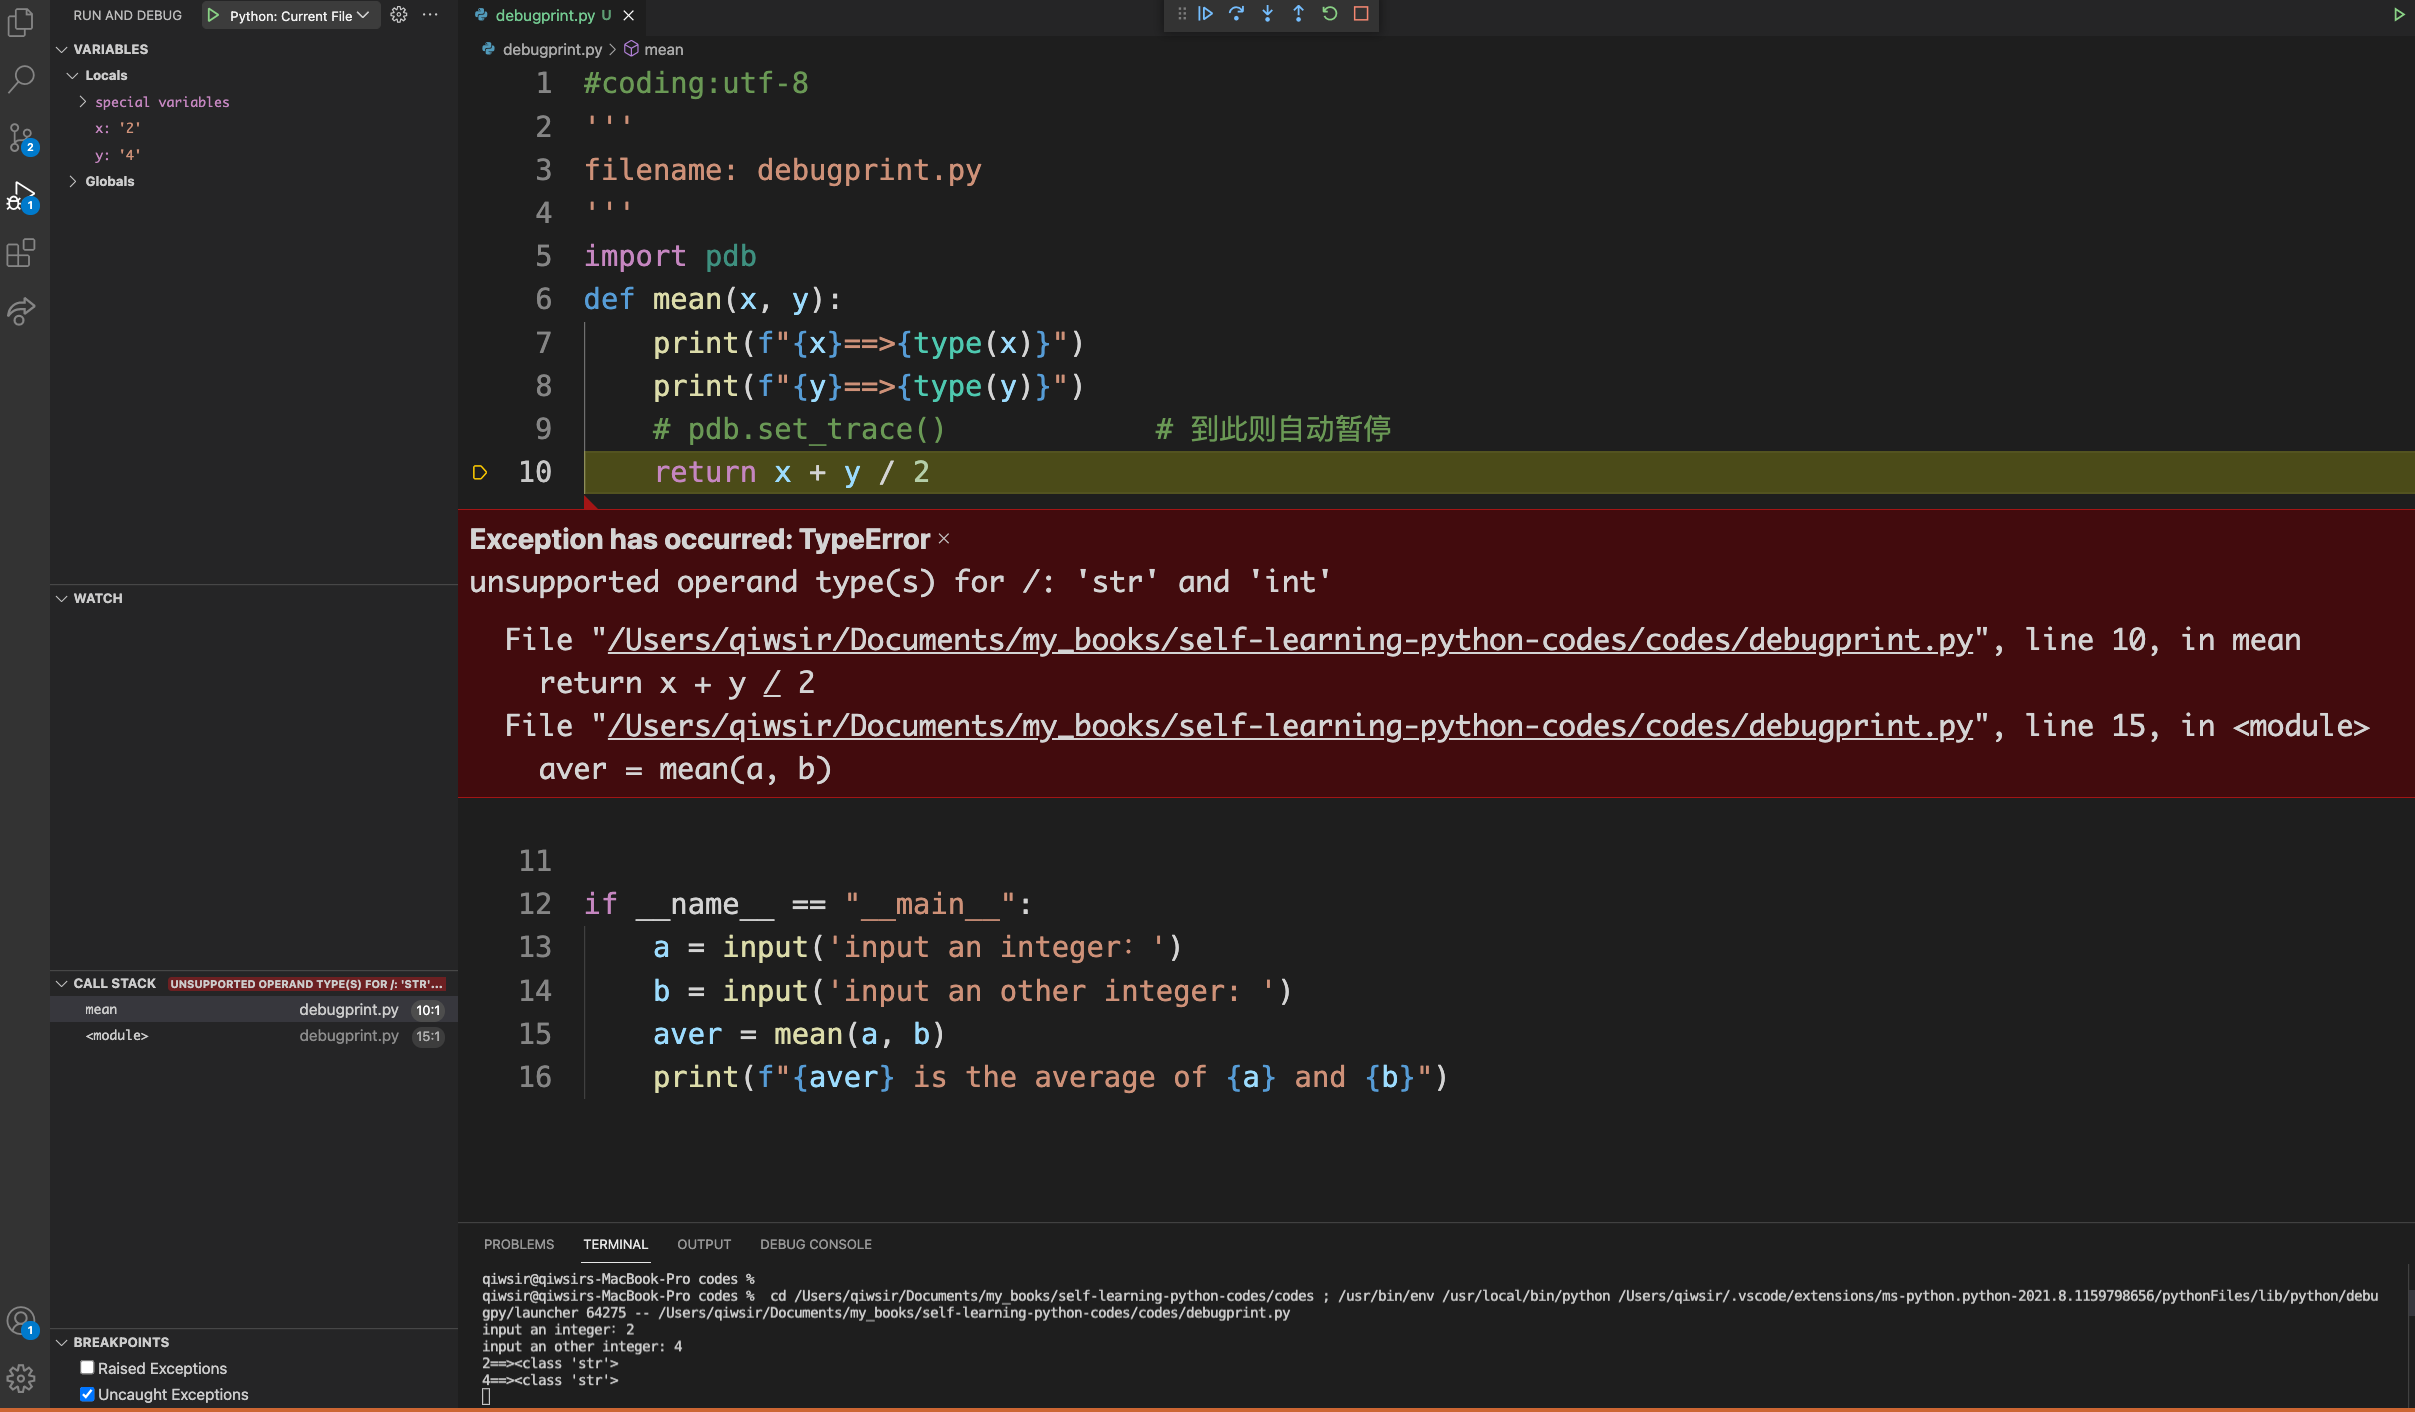 RUN AND DEBUG Python: Current File ···
VARIABLES
Locals
special variables
x: '2'
y: '4'
Globals
2
1
WATCH
CALL STACK UNSUPPORTED OPERAND TYPE(S) FOR /: 'STR'...
mean debugprint.py 10:1
<module> debugprint.py 15:1
1
BREAKPOINTS
Raised Exceptions
Uncaught Exceptions
debugprint.py U
debugprint.py > mean
1 #coding:utf-8
2 '''
3 filename: debugprint.py
4 '''
5 import pdb
6 def mean(x, y):
7     print(f"{x}==>{type(x)}")
8     print(f"{y}==>{type(y)}")
9     # pdb.set_trace()            # 到此则自动暂停
10     return x + y / 2
Exception has occurred: TypeError ×
unsupported operand type(s) for /: 'str' and 'int'
File "/Users/qiwsir/Documents/my_books/self-learning-python-codes/codes/debugprint.py", line 10, in mean
return x + y / 2
File "/Users/qiwsir/Documents/my_books/self-learning-python-codes/codes/debugprint.py", line 15, in <module>
aver = mean(a, b)
11
12 if __name__ == "__main__":
13     a = input('input an integer: ')
14     b = input('input an other integer: ')
15     aver = mean(a, b)
16     print(f"{aver} is the average of {a} and {b}")
PROBLEMS TERMINAL OUTPUT DEBUG CONSOLE
qiwsir@qiwsirs-MacBook-Pro codes %
qiwsir@qiwsirs-MacBook-Pro codes %  cd /Users/qiwsir/Documents/my_books/self-learning-python-codes/codes ; /usr/bin/env /usr/local/bin/python /Users/qiwsir/.vscode/extensions/ms-python.python-2021.8.1159798656/pythonFiles/lib/python/debu
gpy/launcher 64275 -- /Users/qiwsir/Documents/my_books/self-learning-python-codes/codes/debugprint.py
input an integer: 2
input an other integer: 4
2==><class 'str'>
4==><class 'str'>